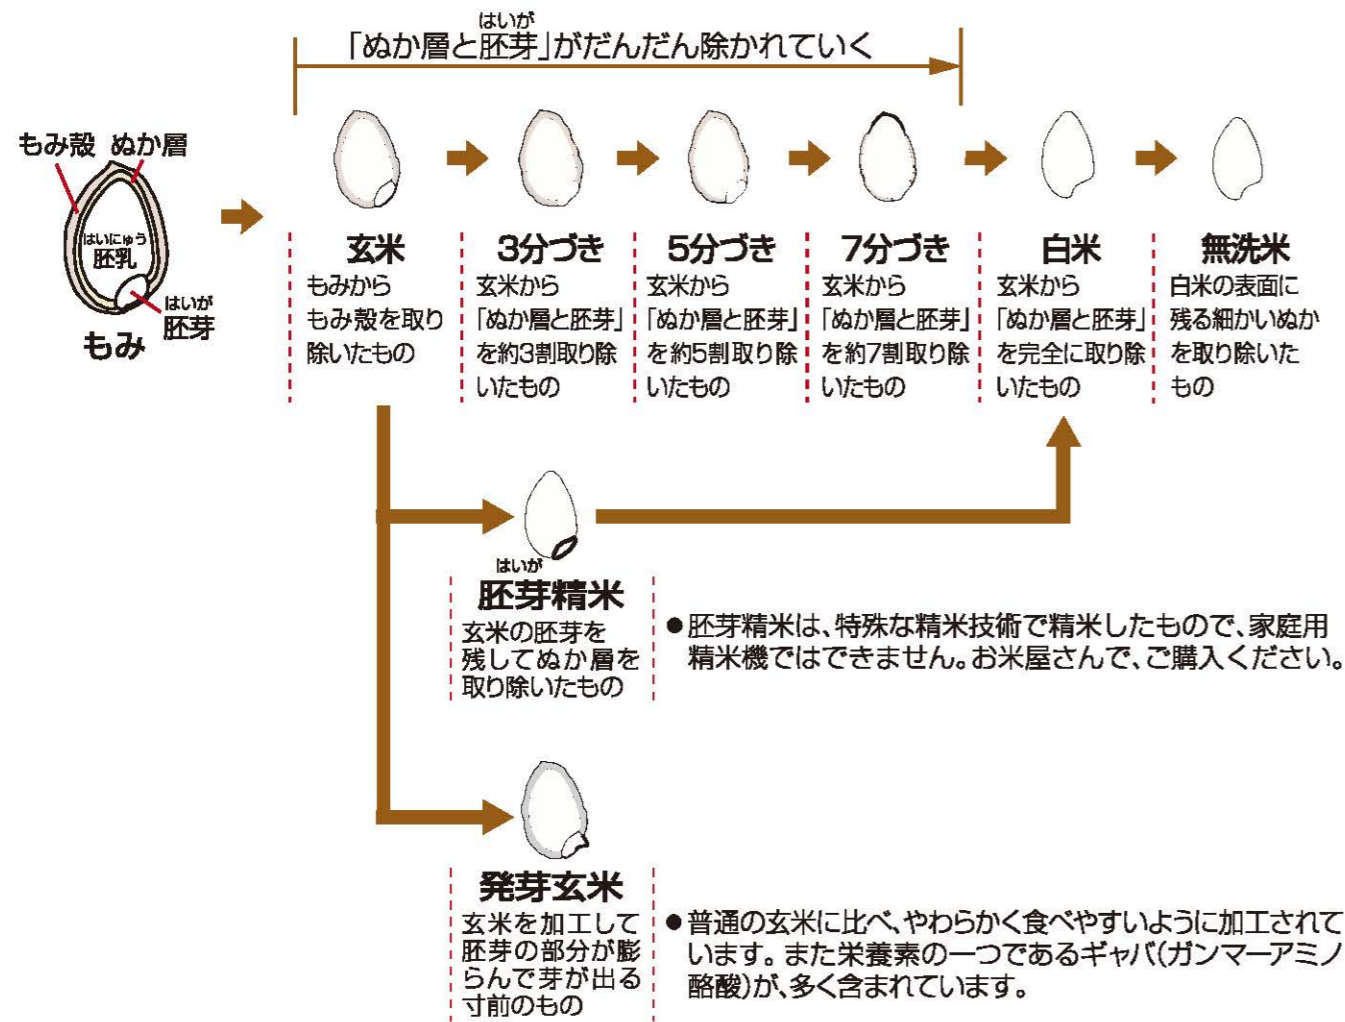 はいが
「ぬか層と胚芽」がだんだん除かれていく
もみ殻 ぬか層
はいにゅう
胚乳
はいが
胚芽
もみ
玄米
もみから
もみ殻を取り
除いたもの
3分づき
玄米から
「ぬか層と胚芽」
を約3割取り除
いたもの
5分づき
玄米から
「ぬか層と胚芽」
を約5割取り除
いたもの
7分づき
玄米から
「ぬか層と胚芽」
を約7割取り除
いたもの
白米
玄米から
「ぬか層と胚芽」
を完全に取り除
いたもの
無洗米
白米の表面に
残る細かいぬか
を取り除いた
もの
はいが
胚芽精米
玄米の胚芽を
残してぬか層を
取り除いたもの
●胚芽精米は、特殊な精米技術で精米したもので、家庭用
精米機ではできません。お米屋さんで、ご購入ください。
発芽玄米
玄米を加工して
胚芽の部分が膨
らんで芽が出る
寸前のもの
●普通の玄米に比べ、やわらかく食べやすいように加工されて
います。また栄養素の一つであるギャバ(ガンマーアミノ
酪酸)が、多く含まれています。